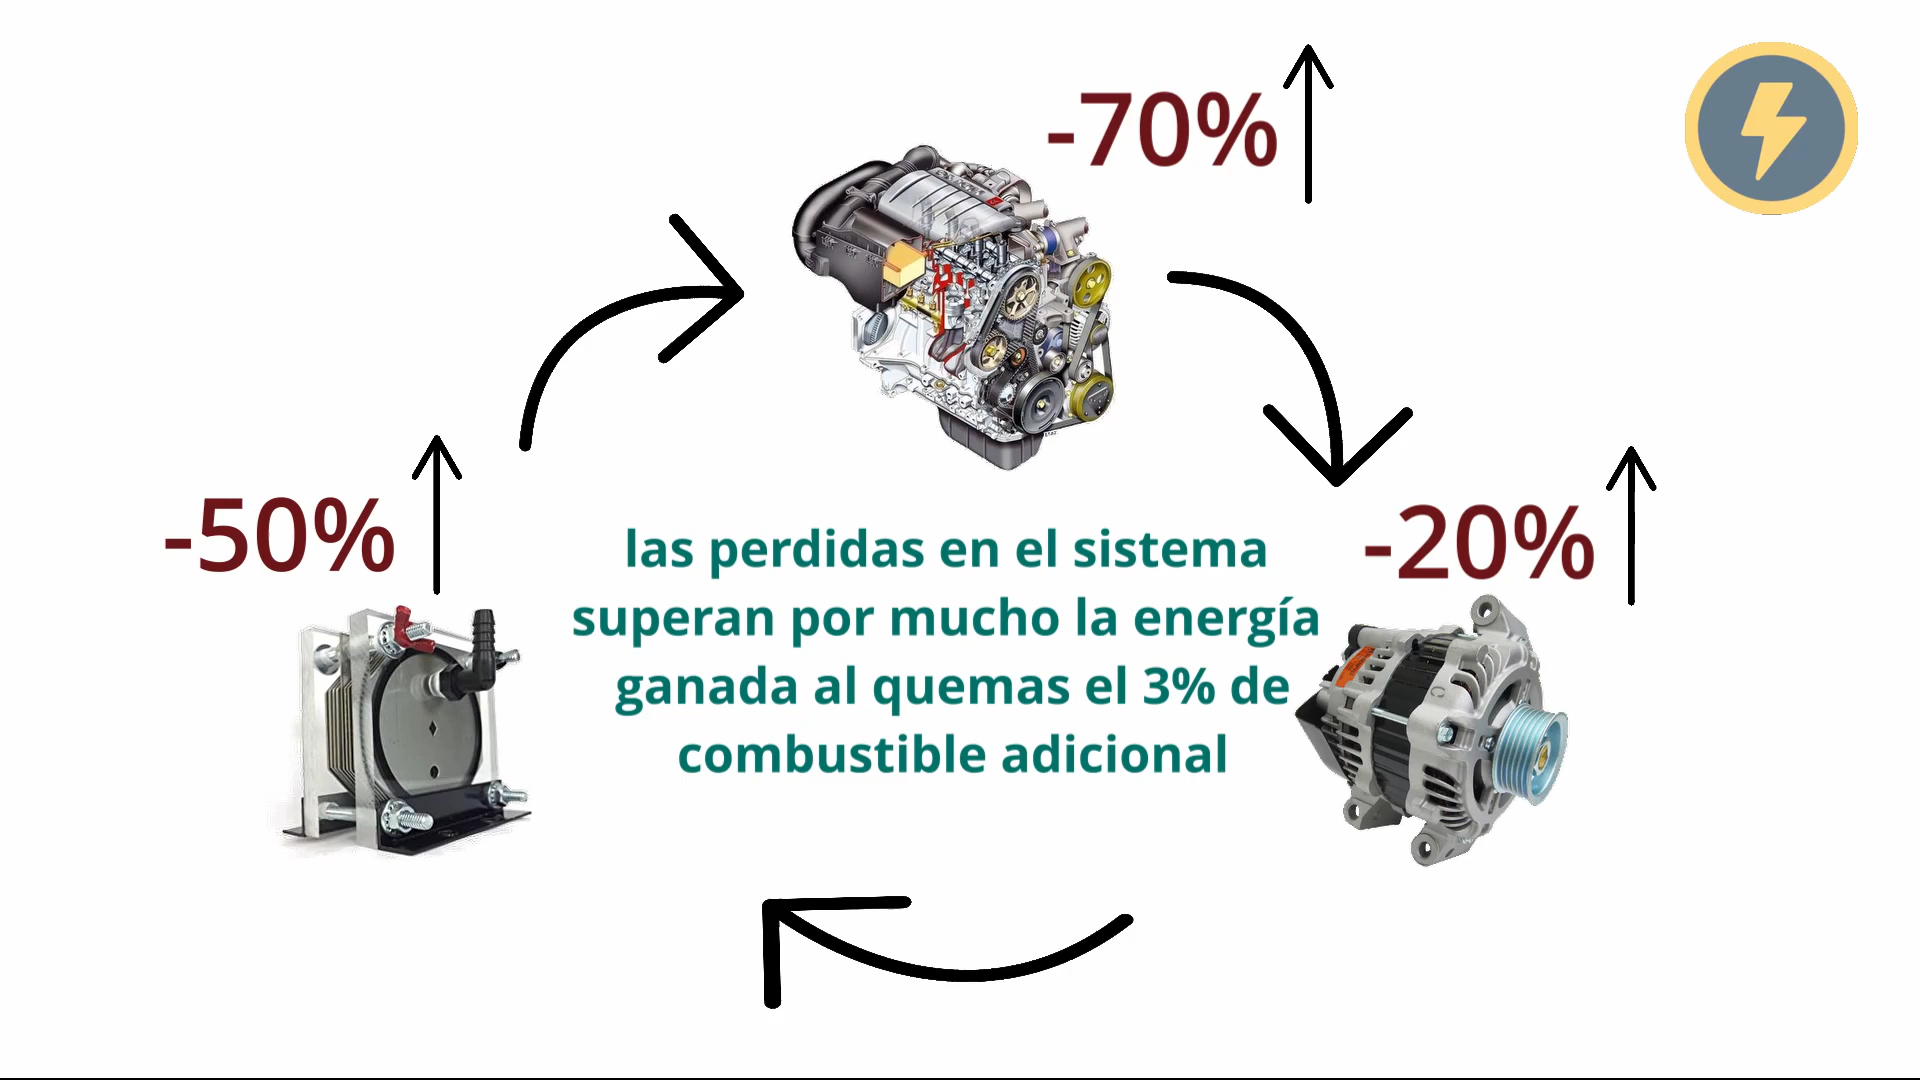 -70%
-50%
-20%
las perdidas en el sistema
superan por mucho la energía
ganada al quemas el 3% de
combustible adicional